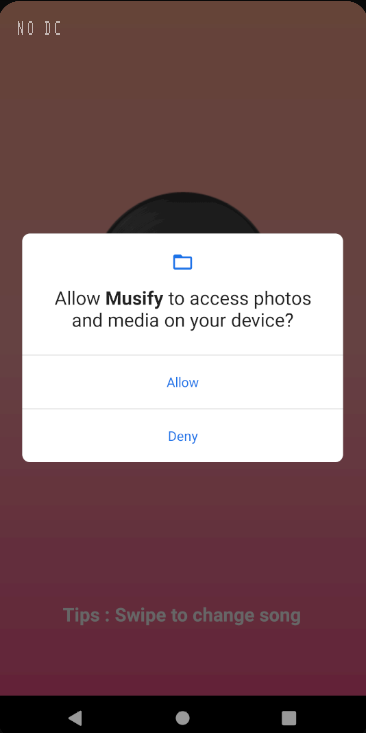 NO DC
Allow Musify to access photos
and media on your device?
Allow
Deny
Tips : Swipe to change song